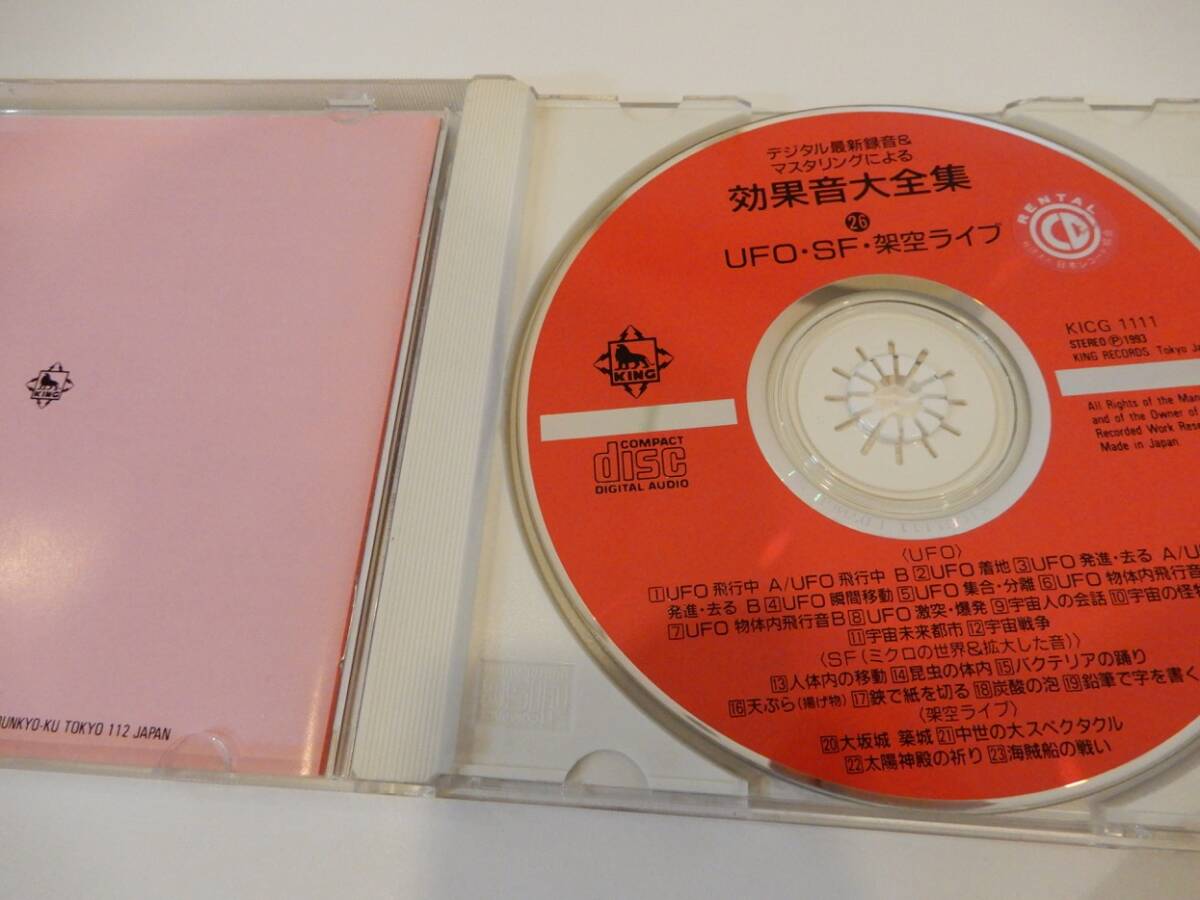 KING
UNKYO-KU TOKYO 112 JAPAN
デジタル最新録音&
マスタリングによる
効果音大全集
26
UFO・SF・架空ライブ
RENTAL
KING
COMPACT
disc
DIGITAL AUDIO
KICG 1111
STEREO Ⓟ1993
KING RECORDS. Tokyo Ja
All Rights of the Man
and of the Owner of
Recorded Work Rese
Made in Japan
〈UFO〉
1UFO 飛行中 A/UFO 飛行中 B 2UFO 着地 3UFO 発進・去る A/U
発進・去る B 4UFO 瞬間移動 5UFO 集合・分離 6UFO 物体内飛行音
7UFO 物体内飛行音B 8UFO 激突・爆発 9宇宙人の会話 10宇宙の怪物
11宇宙未来都市 12宇宙戦争
〈SF(ミクロの世界&拡大した音)〉
13人体内の移動 14昆虫の体内 15バクテリアの踊り
16天ぷら(揚げ物) 17鋏で紙を切る 18炭酸の泡 19鉛筆で字を書く
〈架空ライブ〉
20大坂城 築城 21中世の大スペクタクル
22太陽神殿の祈り 23海賊船の戦い